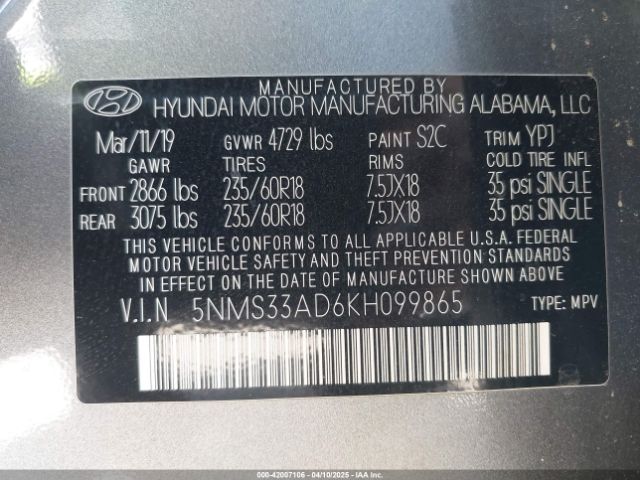 MANUFACTURED BY
HYUNDAI MOTOR MANUFACTURING ALABAMA, LLC
Mar/11/19 GVWR 4729 lbs PAINT S2C TRIM YPJ
GAWR TIRES RIMS COLD TIRE INFL
FRONT 2866 lbs 235/60R18 7.5JX18 35 psi SINGLE
REAR 3075 lbs 235/60R18 7.5JX18 35 psi SINGLE
THIS VEHICLE CONFORMS TO ALL APPLICABLE U.S.A. FEDERAL
MOTOR VEHICLE SAFETY AND THEFT PREVENTION STANDARDS
IN EFFECT ON THE DATE OF MANUFACTURE SHOWN ABOVE.
V.I.N 5NMS33AD6KH099865 TYPE: MPV
000-42007106 04/10/2025 IAAI.COM